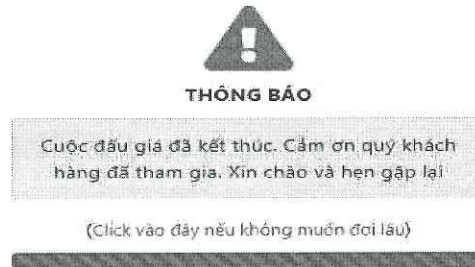 THÔNG BÁO
Cuộc đấu giá đã kết thúc. Cảm ơn quý khách
hàng đã tham gia. Xin chào và hẹn gặp lại
(Click vào đây nếu không muốn đợi lâu)